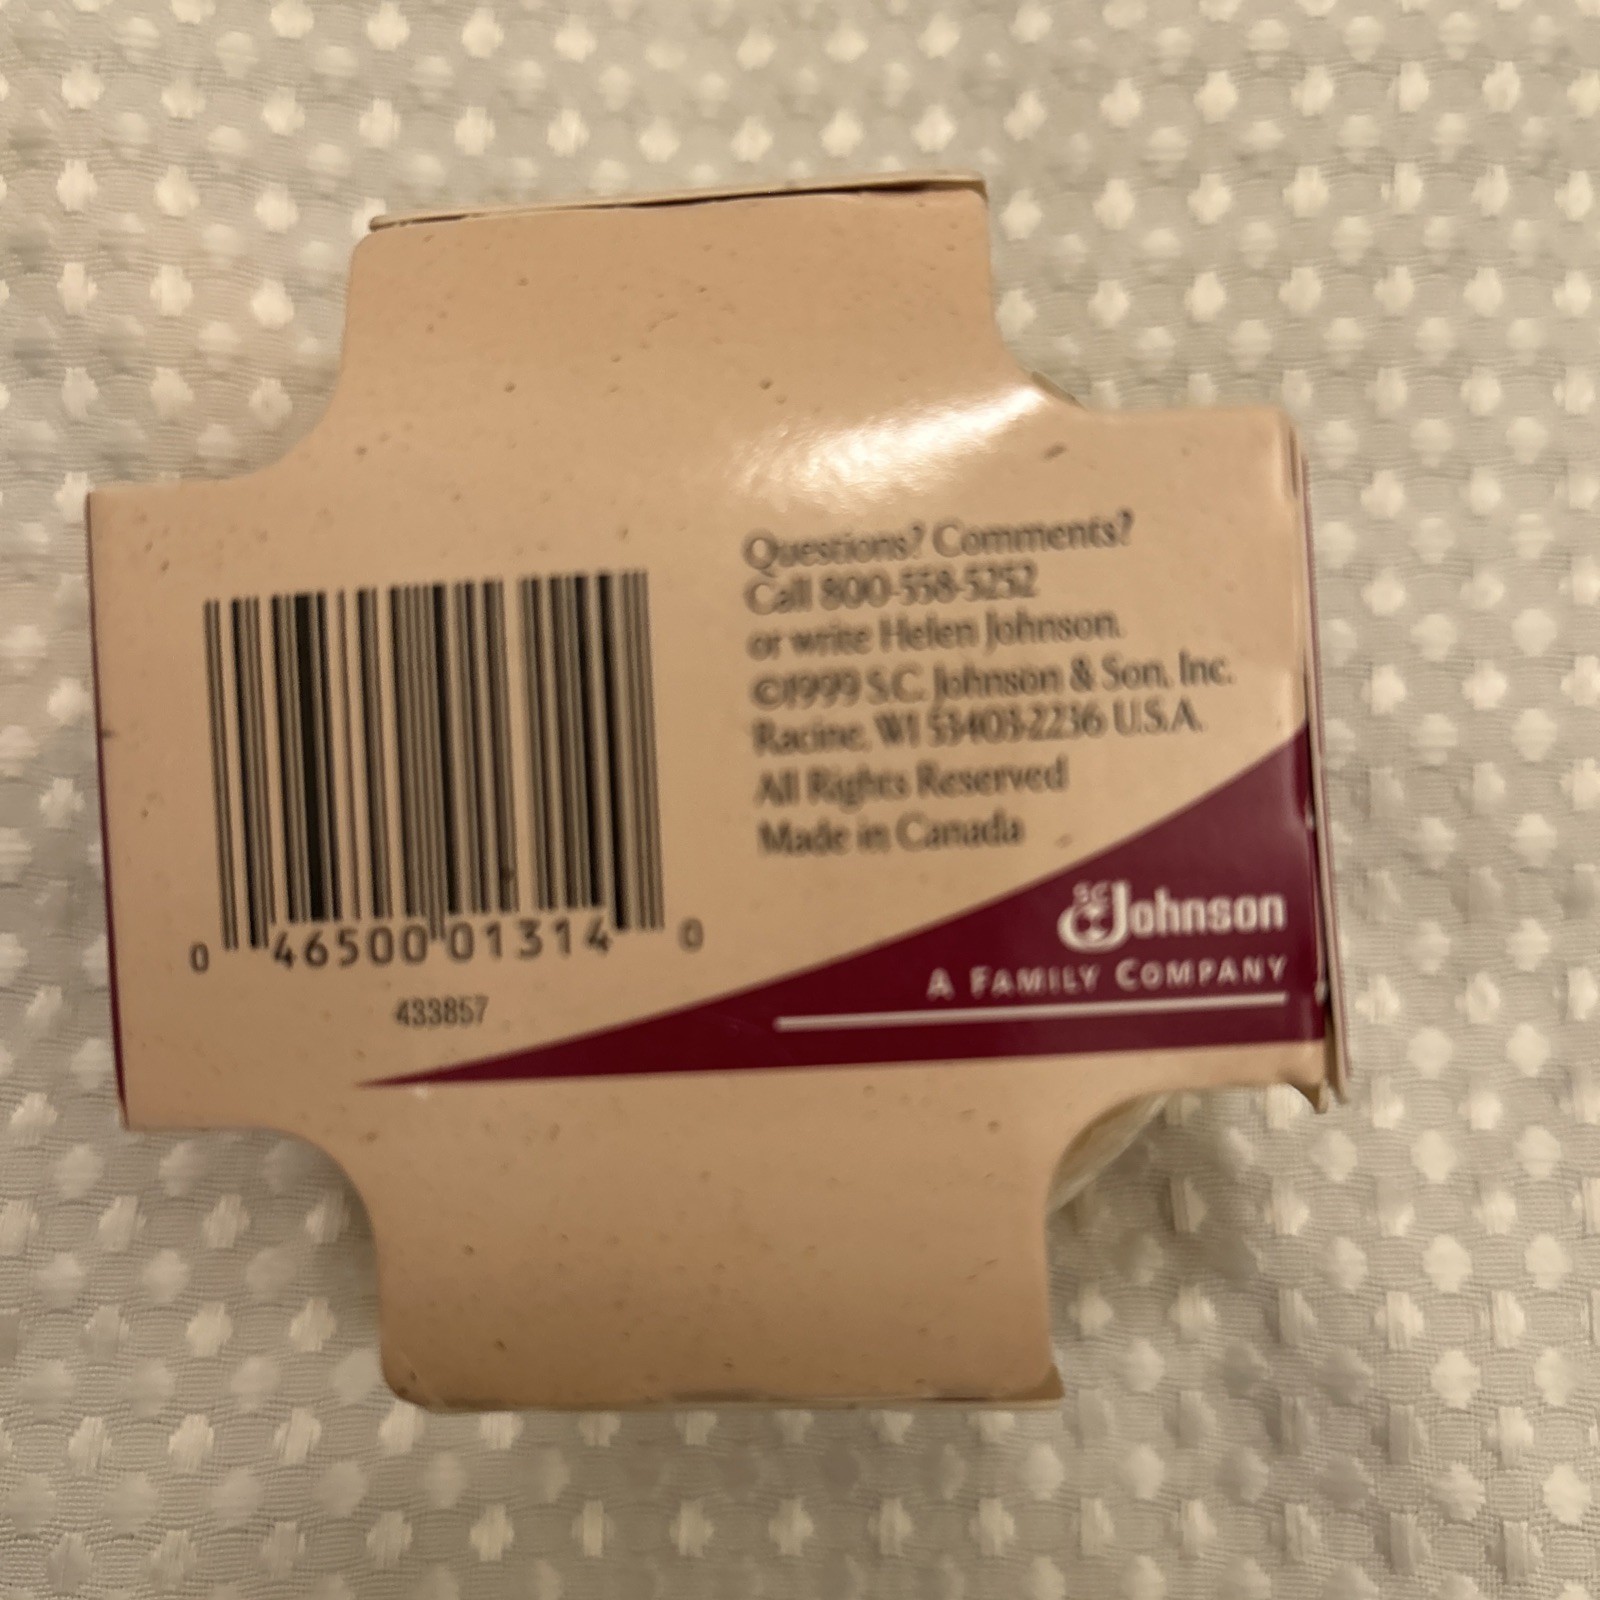 Questions? Comments?
Call 800-558-5252
or write Helen Johnson.
©1999 S.C. Johnson & Son, Inc.
Racine, WI 53403-2236 U.S.A.
All Rights Reserved
Made in Canada
SC Johnson
A FAMILY COMPANY
0 46500 01314 0
433857